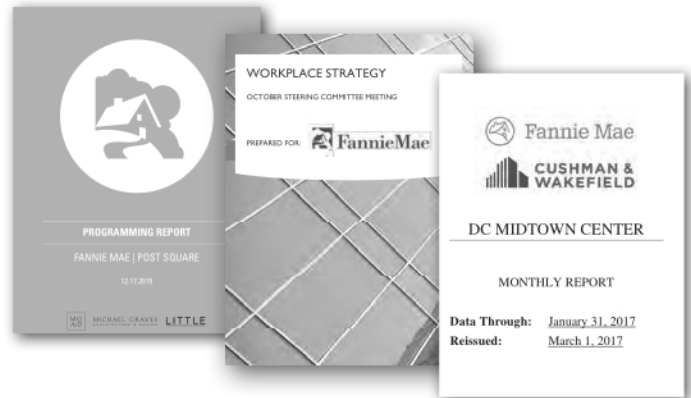 PROGRAMMING REPORT
FANNIE MAE | POST SQUARE
12.17.2015
MICHAEL GRAVES
ARCHITECTURE & DESIGN
LITTLE
WORKPLACE STRATEGY
OCTOBER STEERING COMMITTEE MEETING
PREPARED FOR:
FannieMae
Fannie Mae
CUSHMAN &
WAKEFIELD
DC MIDTOWN CENTER
MONTHLY REPORT
Data Through: January 31, 2017
Reissued: March 1, 2017